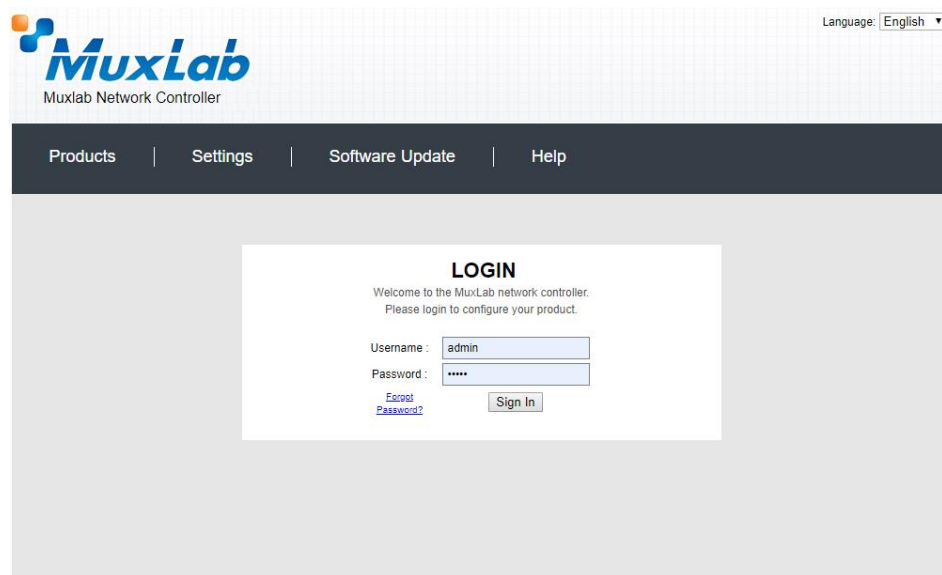 Language: English
MuxLab
Muxlab Network Controller
Products | Settings | Software Update | Help
LOGIN
Welcome to the MuxLab network controller.
Please login to configure your product.
Username : admin
Password : •••••
Forgot
Password?
Sign In